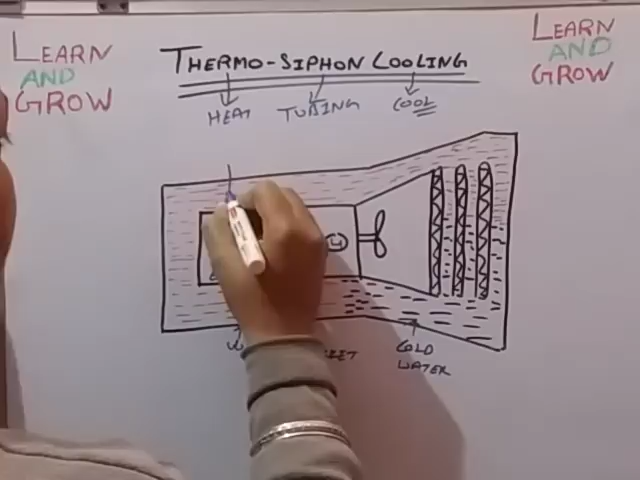 LEARN
AND
GROW
THERMO-SIPHON COOLING
HEAT TUBING COOL
LEARN
AND
GROW
COLD
WATER